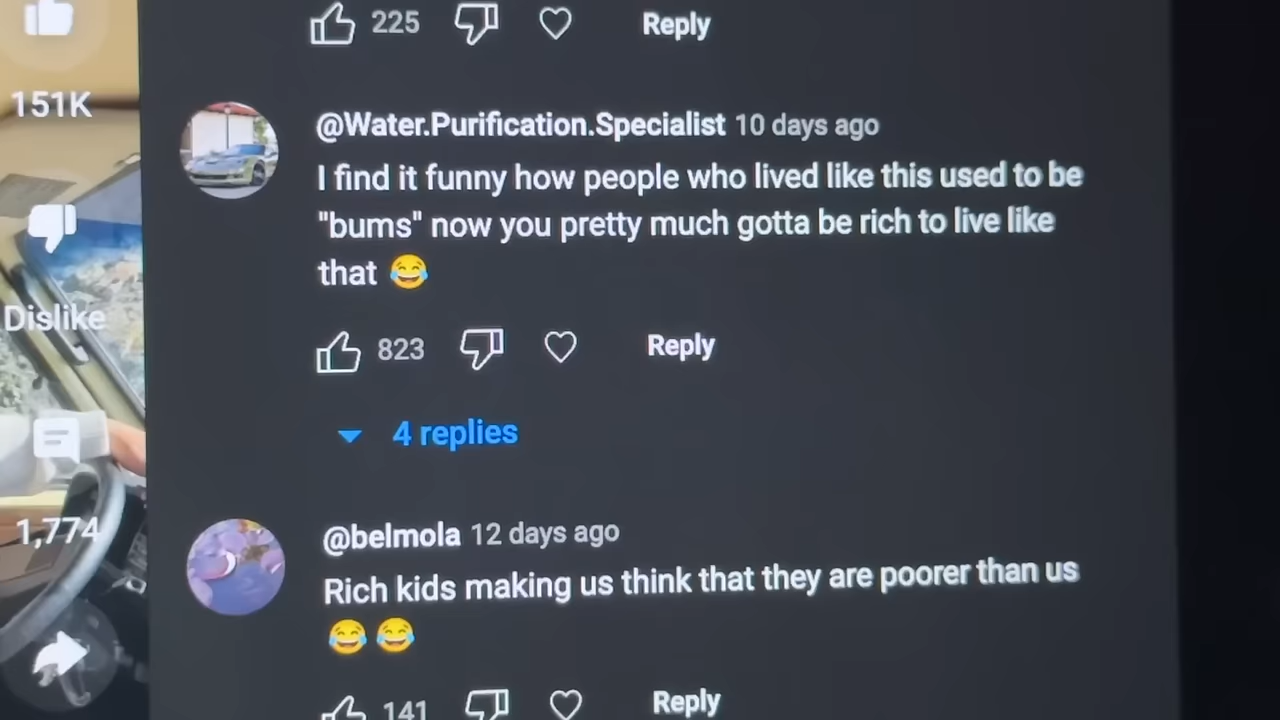 225
Reply
151K
@Water.Purification.Specialist 10 days ago
I find it funny how people who lived like this used to be
"bums" now you pretty much gotta be rich to live like
that 😂
Dislike
823
Reply
4 replies
1,774
@belmola 12 days ago
Rich kids making us think that they are poorer than us
😂 😂
141
Reply